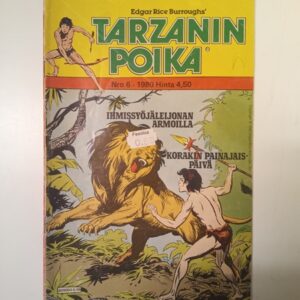 Edgar Rice Burroughs'
TARZANIN
POIKA
Nro 6 - 1980 Hinta 4,50
IHMISSYÖJÄLEIJONAN
ARMOILLA
KORAKIN PAINAJAIS-
PÄIVÄ